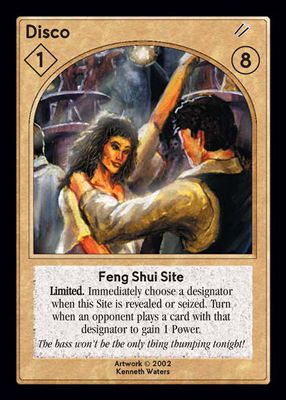 Disco
1
8
Feng Shui Site
Limited. Immediately choose a designator
when this Site is revealed or seized. Turn
when an opponent plays a card with that
designator to gain 1 Power.
The bass won't be the only thing thumping tonight!
Artwork © 2002
Kenneth Waters